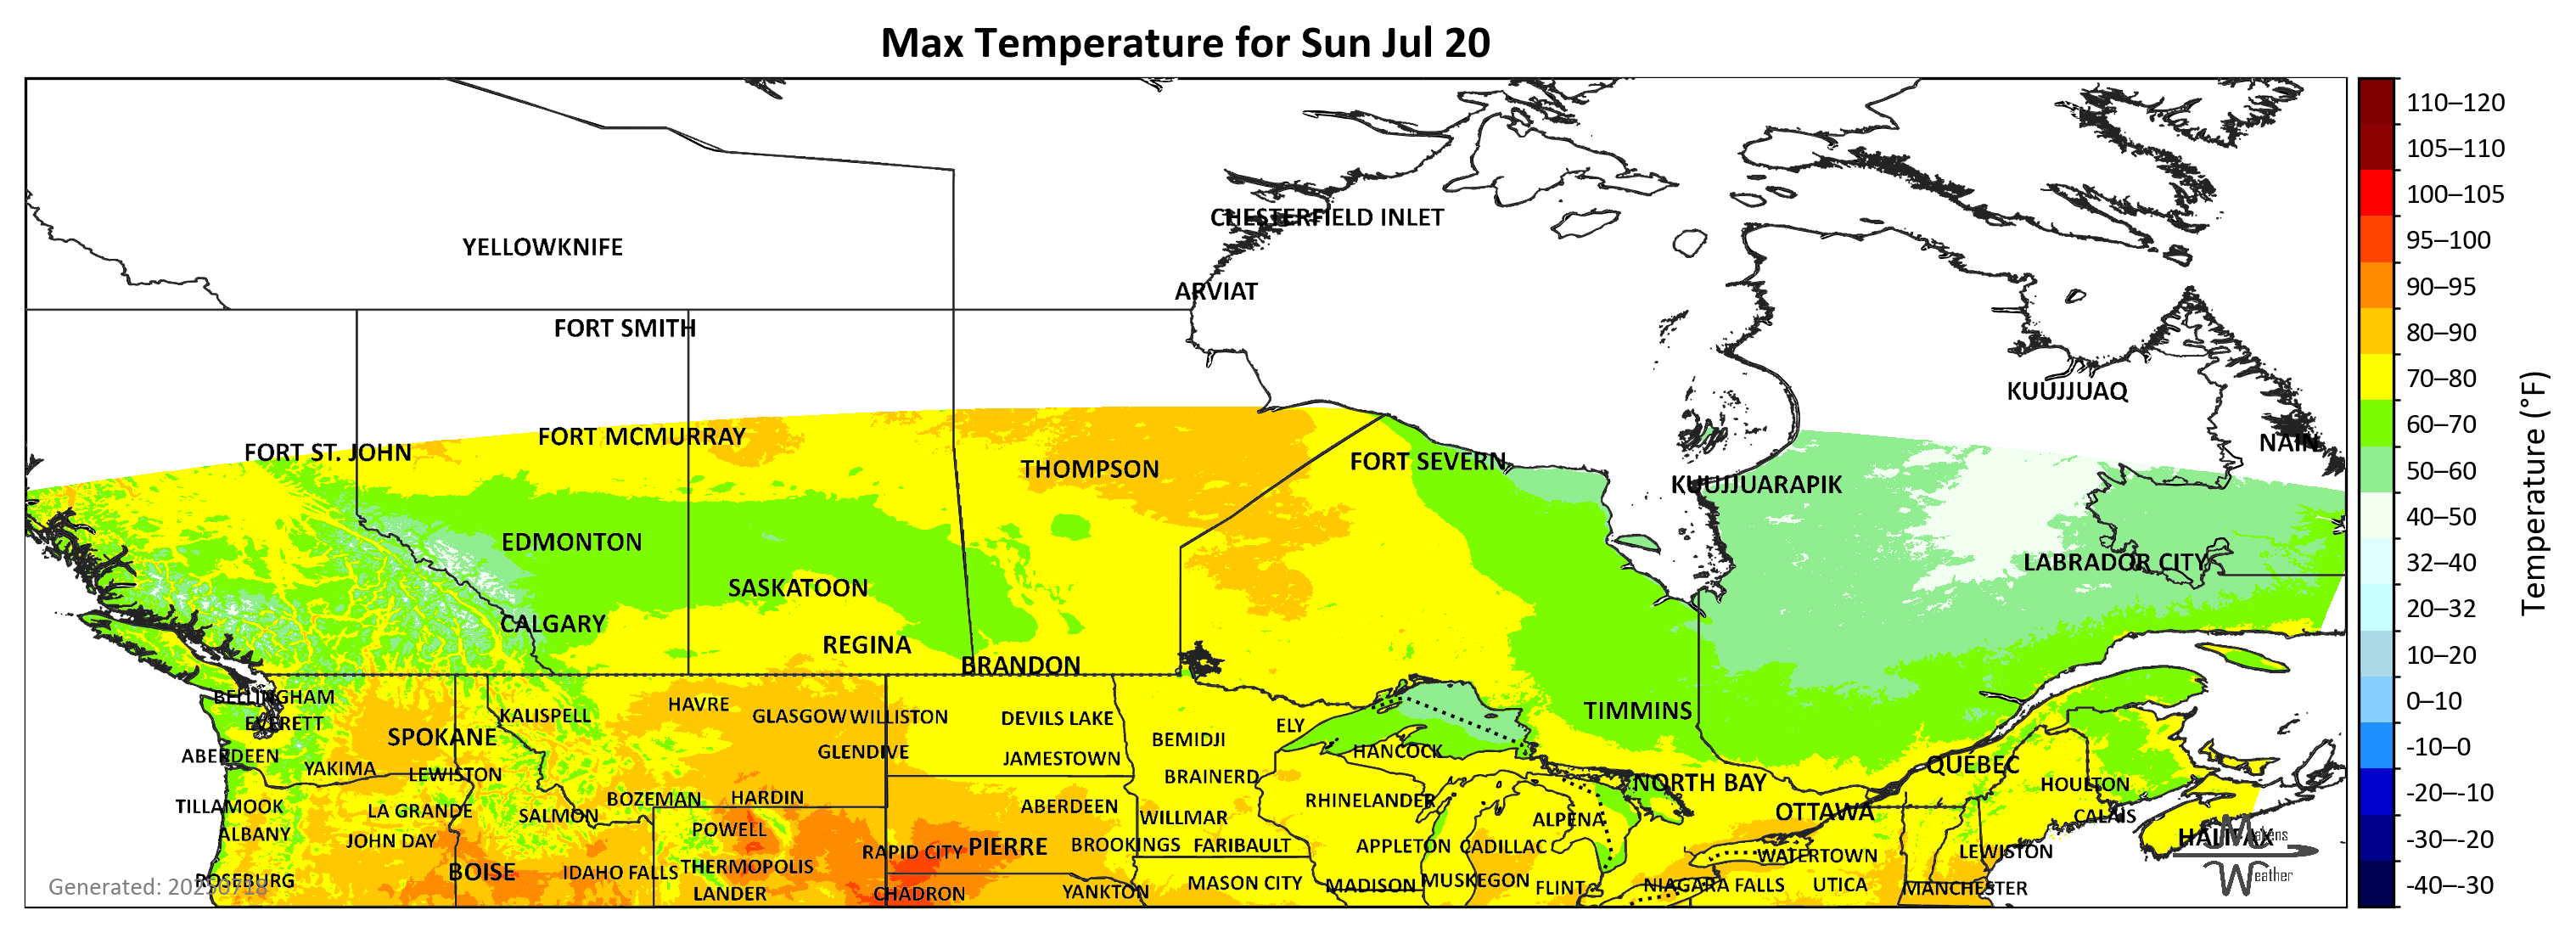 Max Temperature for Sun Jul 20
110–120
105–110
CHESTERFIELD INLET
100–105
YELLOWKNIFE
95–100
ARVIAT
90–95
FORT SMITH
80–90
KUUJJUAQ
70–80
FORT ST. JOHN
FORT MCMURRAY
THOMPSON
FORT SEVERN
NAIN
60–70
KUUJJUARAPIK
50–60
40–50
EDMONTON
LABRADOR CITY
32–40
SASKATOON
20–32
CALGARY
REGINA
BRANDON
10–20
Temperature (°F)
BELLINGHAM
KALISPELL
HAVRE
GLASGOW
WILLISTON
DEVILS LAKE
ELY
TIMMINS
0–10
EVERETT
SPOKANE
BEMIDJI
HANCOCK
-10–0
ABERDEEN
YAKIMA
LEWISTON
GLENDIVE
JAMESTOWN
BRAINERD
NORTH BAY
QUÉBEC
HOULTON
-20–-10
TILLAMOOK
LA GRANDE
SALMON
BOZEMAN
HARDIN
ABERDEEN
WILLMAR
RHINELANDER
ALPENA
OTTAWA
CALAIS
ALBANY
JOHN DAY
POWELL
RAPID CITY
PIERRE
BROOKINGS
FARIBAULT
APPLETON
CADILLAC
WATERTOWN
LEWISTON
HALIFAX
-30–-20
ROSEBURG
BOISE
IDAHO FALLS
THERMOPOLIS
LANDER
CHADRON
YANKTON
MASON CITY
MADISON
MUSKEGON
FLINT
NIAGARA FALLS
UTICA
MANCHESTER
Weather
-40–-30
Generated: 20250718